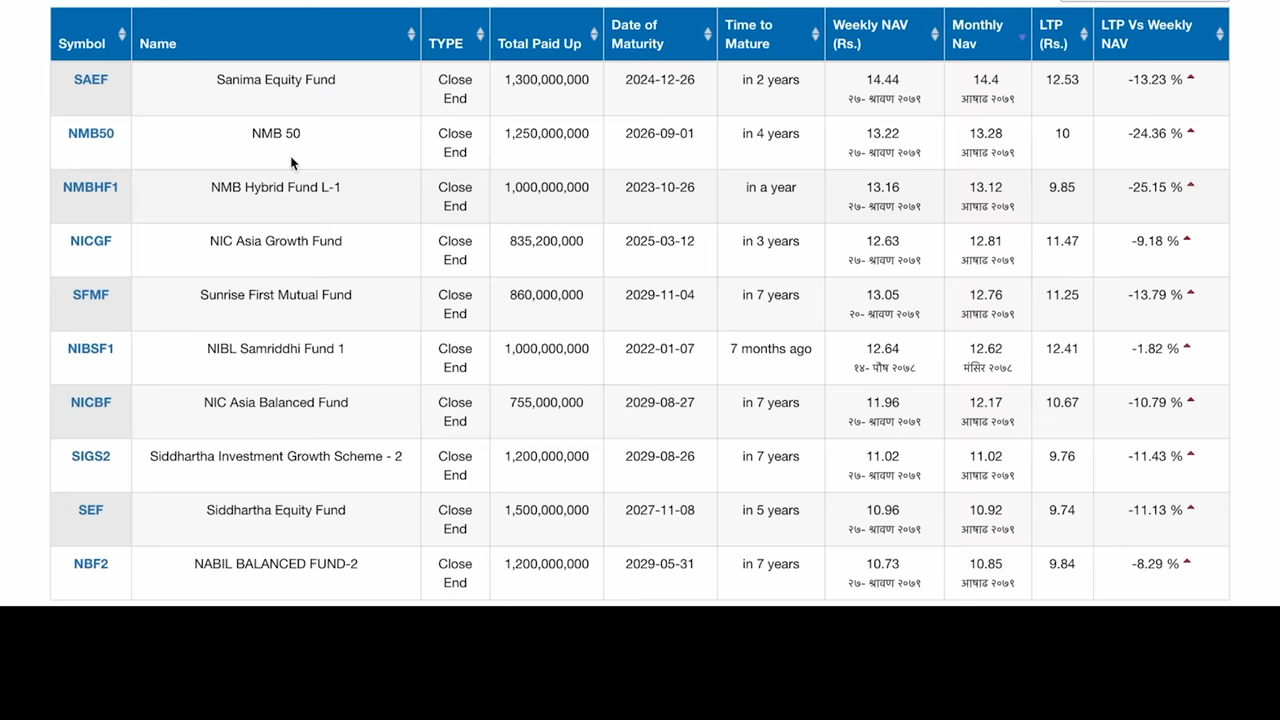 Symbol Name TYPE Total Paid Up Date of Maturity Time to Mature Weekly NAV (Rs.) Monthly Nav LTP (Rs.) LTP Vs Weekly NAV
SAEF Sanima Equity Fund Close End 1,300,000,000 2024-12-26 in 2 years 14.44 २७- श्रावण २०७९ 14.4 आषाढ २०७९ 12.53 -13.23 %
NMB50 NMB 50 Close End 1,250,000,000 2026-09-01 in 4 years 13.22 २७- श्रावण २०७९ 13.28 आषाढ २०७९ 10 -24.36 %
NMBHF1 NMB Hybrid Fund L-1 Close End 1,000,000,000 2023-10-26 in a year 13.16 २७- श्रावण २०७९ 13.12 आषाढ २०७९ 9.85 -25.15 %
NICGF NIC Asia Growth Fund Close End 835,200,000 2025-03-12 in 3 years 12.63 २७- श्रावण २०७९ 12.81 आषाढ २०७९ 11.47 -9.18 %
SFMF Sunrise First Mutual Fund Close End 860,000,000 2029-11-04 in 7 years 13.05 २०- श्रावण २०७९ 12.76 आषाढ २०७९ 11.25 -13.79 %
NIBSF1 NIBL Samriddhi Fund 1 Close End 1,000,000,000 2022-01-07 7 months ago 12.64 १४- पौष २०७८ 12.62 मंसिर २०७८ 12.41 -1.82 %
NICBF NIC Asia Balanced Fund Close End 755,000,000 2029-08-27 in 7 years 11.96 २७- श्रावण २०७९ 12.17 आषाढ २०७९ 10.67 -10.79 %
SIGS2 Siddhartha Investment Growth Scheme - 2 Close End 1,200,000,000 2029-08-26 in 7 years 11.02 २७- श्रावण २०७९ 11.02 आषाढ २०७९ 9.76 -11.43 %
SEF Siddhartha Equity Fund Close End 1,500,000,000 2027-11-08 in 5 years 10.96 २७- श्रावण २०७९ 10.92 आषाढ २०७९ 9.74 -11.13 %
NBF2 NABIL BALANCED FUND-2 Close End 1,200,000,000 2029-05-31 in 7 years 10.73 २७- श्रावण २०७९ 10.85 आषाढ २०७९ 9.84 -8.29 %